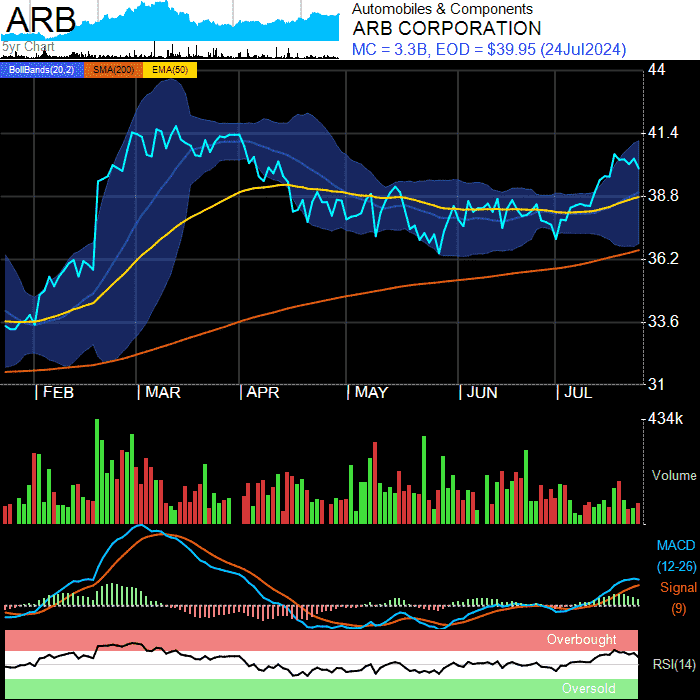 ARB
5yr Chart
Automobiles & Components
ARB CORPORATION
MC = 3.3B, EOD = $39.95 (24Jul2024)
BollBands(20,2) SMA(200) EMA(50)
44
41.4
38.8
36.2
33.6
31
FEB MAR APR MAY JUN JUL
434k
Volume
MACD
(12-26)
Signal
(9)
Overbought
RSI(14)
Oversold